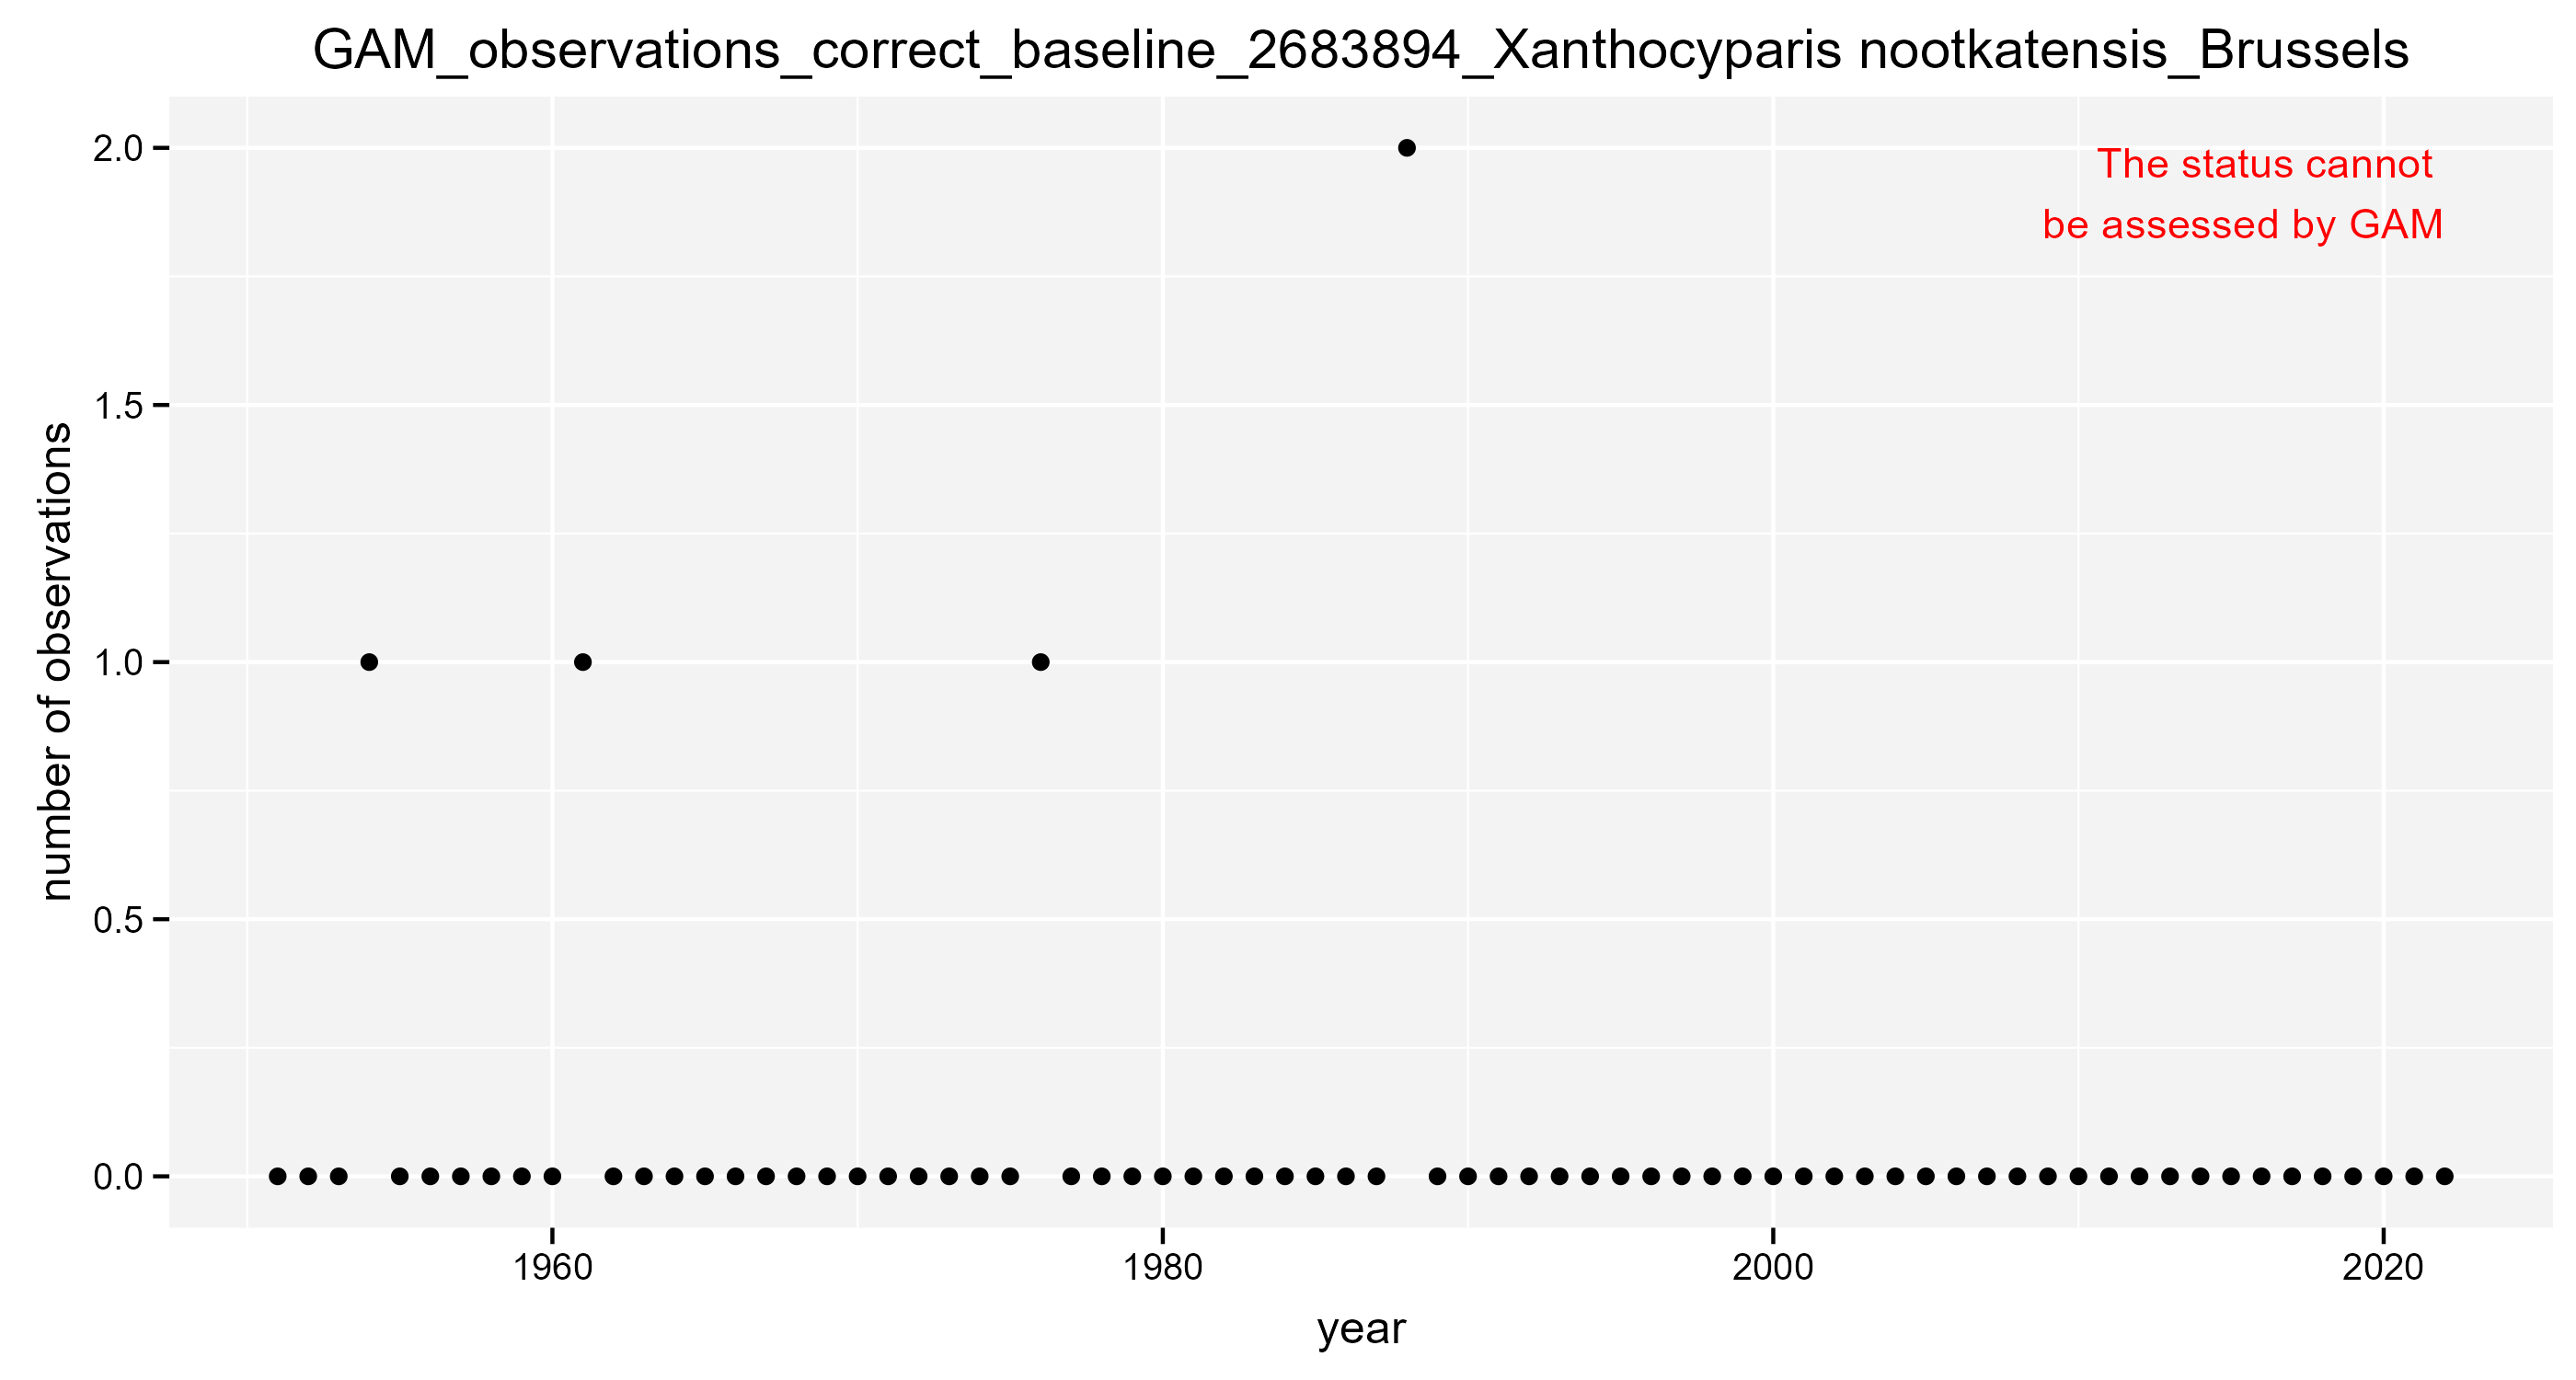 GAM_observations_correct_baseline_2683894_Xanthocyparis nootkatensis_Brussels
The status cannot
be assessed by GAM
number of observations
2.0
1.5
1.0
0.5
0.0
1960
1980
2000
2020
year